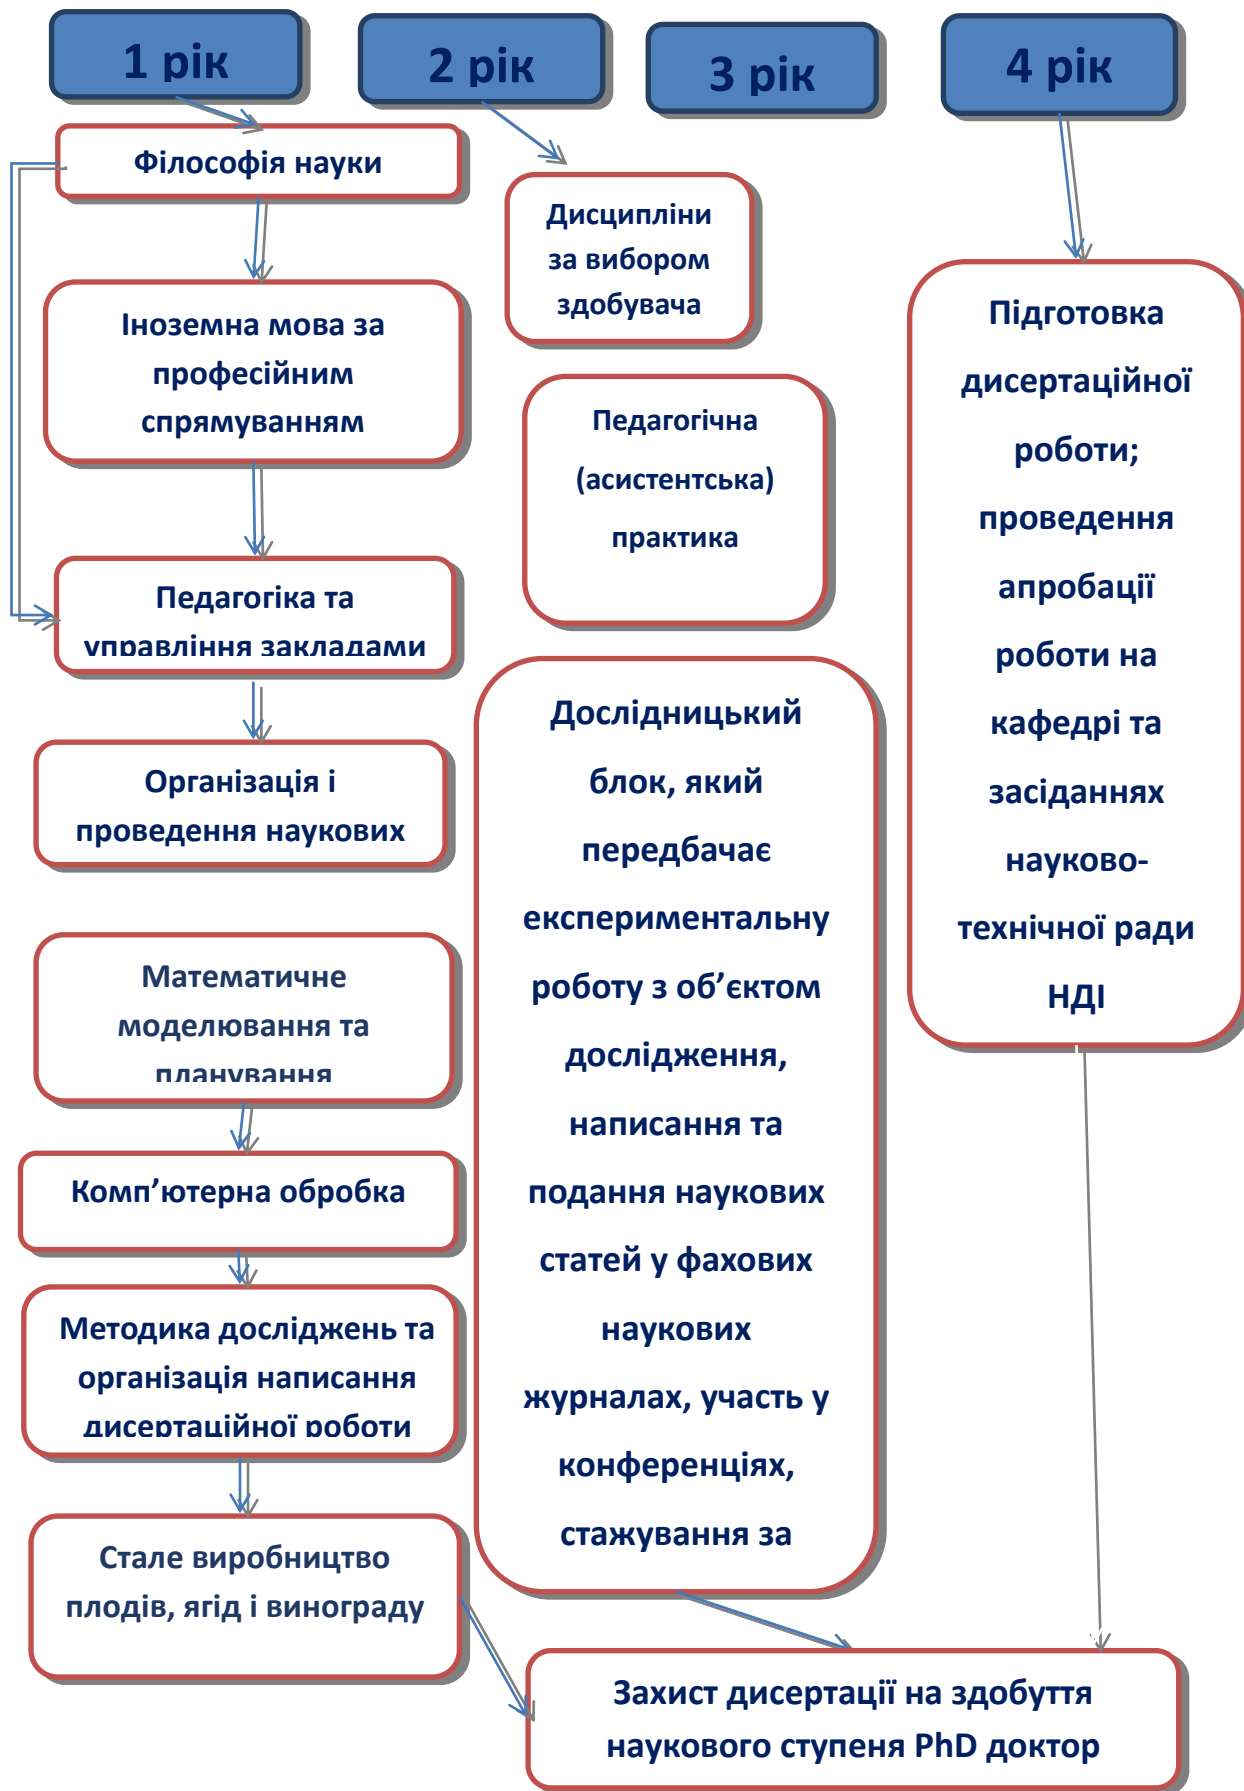 1 рік
2 рік
3 рік
4 рік
Філософія науки
Іноземна мова за
професійним
спрямуванням
Педагогіка та
управління закладами
Організація і
проведення наукових
Математичне
моделювання та
планування
Комп’ютерна обробка
Методика досліджень та
організація написання
дисертаційної роботи
Стале виробництво
плодів, ягід і винограду
Дисципліни
за вибором
здобувача
Педагогічна
(асистентська)
практика
Дослідницький
блок, який
передбачає
експериментальну
роботу з об’єктом
дослідження,
написання та
подання наукових
статей у фахових
наукових
журналах, участь у
конференціях,
стажування за
Підготовка
дисертаційної
роботи;
проведення
апробації
роботи на
кафедрі та
засіданнях
науково-
технічної ради
НДІ
Захист дисертації на здобуття
наукового ступеня PhD доктор